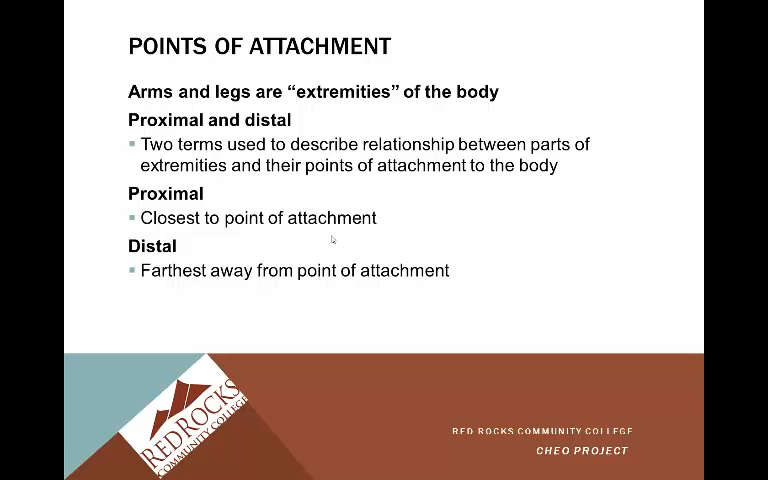 POINTS OF ATTACHMENT
Arms and legs are “extremities” of the body
Proximal and distal
Two terms used to describe relationship between parts of
extremities and their points of attachment to the body
Proximal
Closest to point of attachment
Distal
Farthest away from point of attachment
RED ROCKS
COMMUNITY COLLEGE
RED ROCKS COMMUNITY COLLEGE
CHEO PROJECT